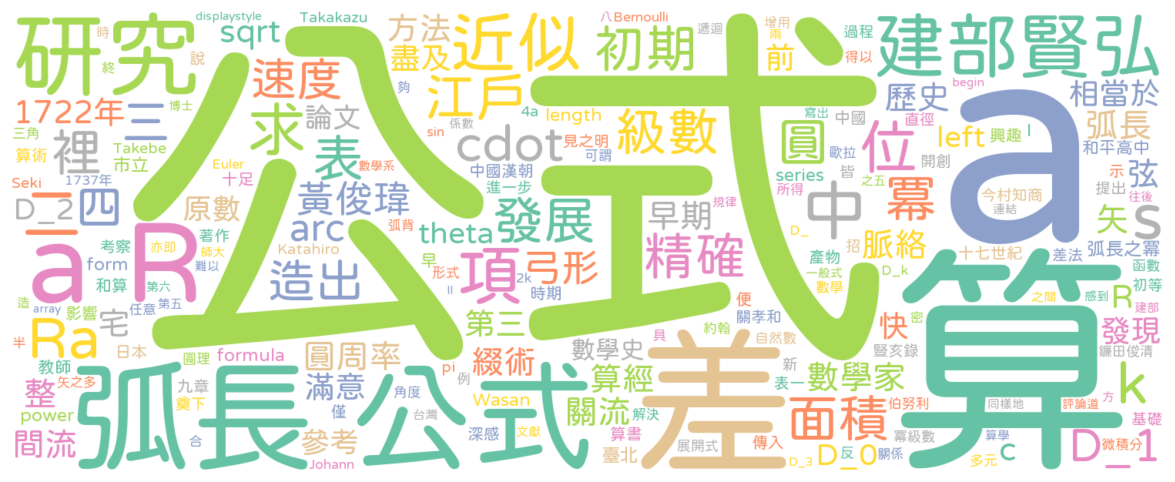 公式
算
a
差
弧長公式
研究
建部賢弘
近似
初期
sqrt
displaystyle
Takakazu
八
Bernoulli
遞迴
增用
兩
過程
得以
時
終
說
方法
盡及
江戶
前
begin
歷史
相當於
弧長
1722年
三
速度
求
論文
表
裡
三角
博士
算術
Takebe
市立
夠
4a
length
sin
係數
見之明
可謂
級數
cdot
圓
位
寫出
中國
直徑
left
興趣
l
開創
和平高中
弦
Seki
1737年
Euler
數學系
十足
中國漢朝
進一步
series
歐拉
皆
之五
所得
冪
今村知商
連結
示
提出
往後
矢
s
D_2
二
四
原數
黃俊瑋
arc
theta
發展
早期
中
規律
弧背
a
R
項
弓形
精確
脈絡
十七世紀
弧長之冪
考察
著作
亦即
師大
難以
form
和算
Katahiro
早
形式
2k
時期
產物
招
D_
一般式
數學
D_k
差法
函數
初等
造
array
第六
第五
影響
任意
造出
ll
關孝和
便
自然數
之間
感到
R
建部
Ra
宅
第三
約翰
具
密
快
發現
半
圓理
日本
formula
圓周率
綴術
數學史
新
豎亥錄
鐮田俊清
教師
矢之多
整
九章
滿意
pi
例
算經
表一
數學家
k
power
奠下
僅
角度
台灣
Wasan
關流
解決
面積
伯努利
同樣地
評論道
方
基礎
間流
參考
深感
文獻
算書
冪級數
傳入
算學
c
D_1
微積分
合
Johann
臺北
展開式
D_3
D_0
反
關係
多元